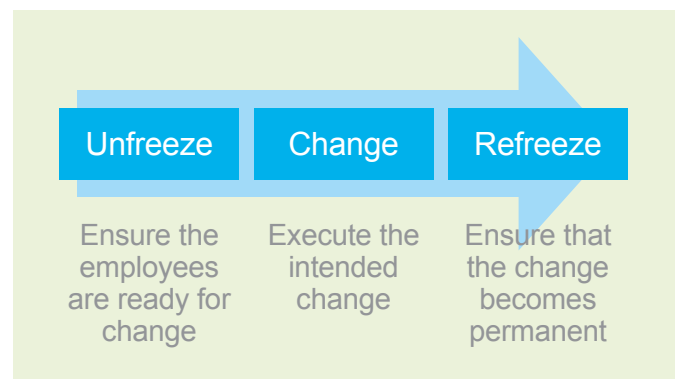 Unfreeze
Change
Refreeze
Ensure the
employees
are ready for
change
Execute the
intended
change
Ensure that
the change
becomes
permanent